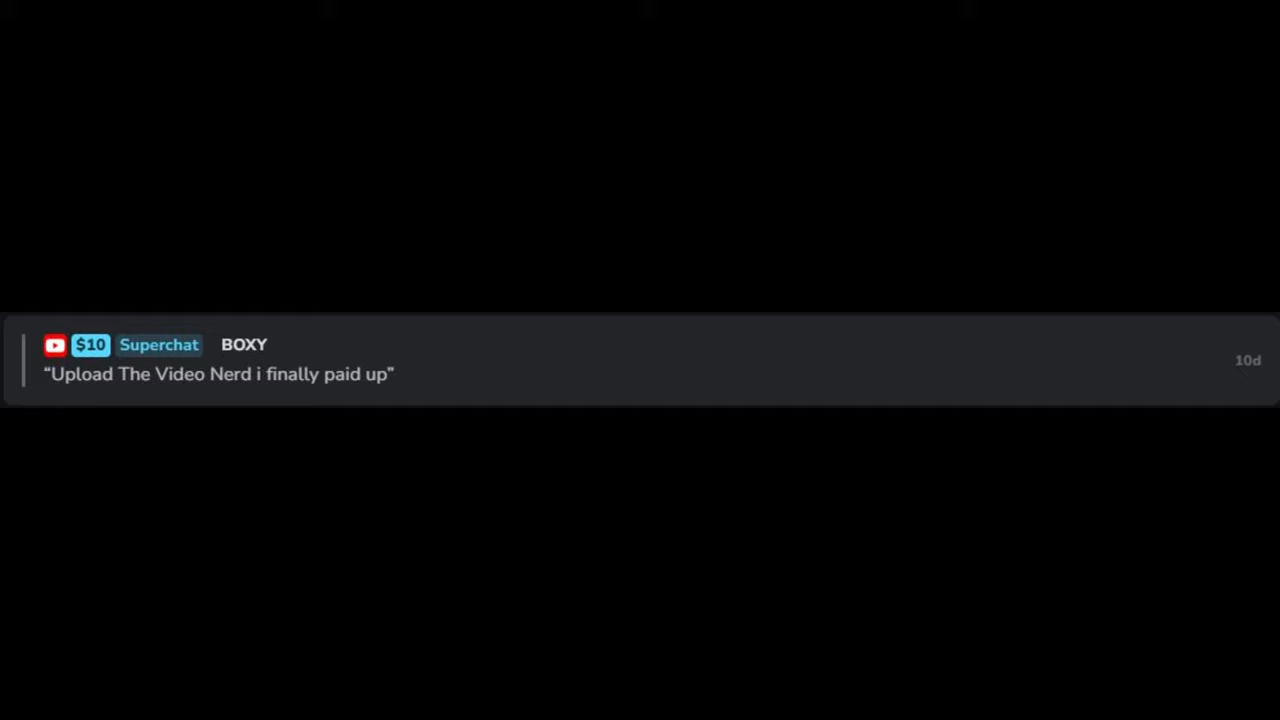 $10 Superchat BOXY
“Upload The Video Nerd i finally paid up”
10d